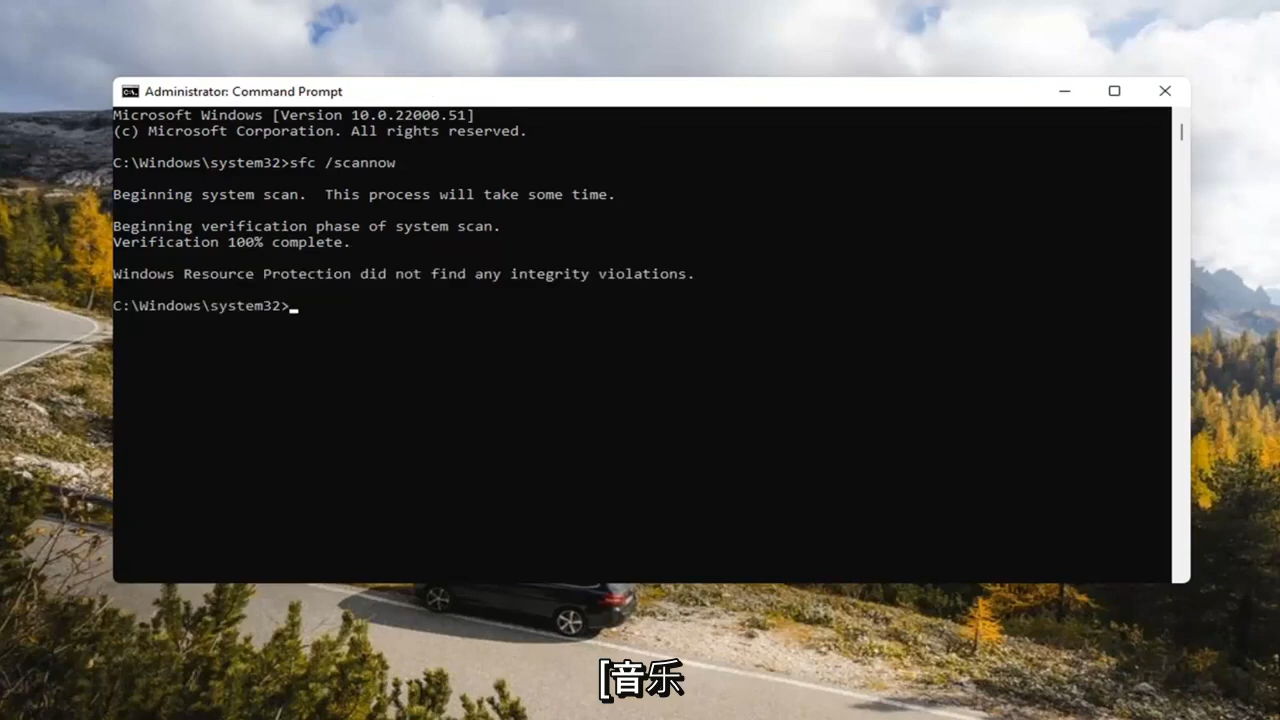 Administrator: Command Prompt
Microsoft Windows [Version 10.0.22000.51]
(c) Microsoft Corporation. All rights reserved.
C:\Windows\system32>sfc /scannow
Beginning system scan.  This process will take some time.
Beginning verification phase of system scan.
Verification 100% complete.
Windows Resource Protection did not find any integrity violations.
C:\Windows\system32>
[音乐